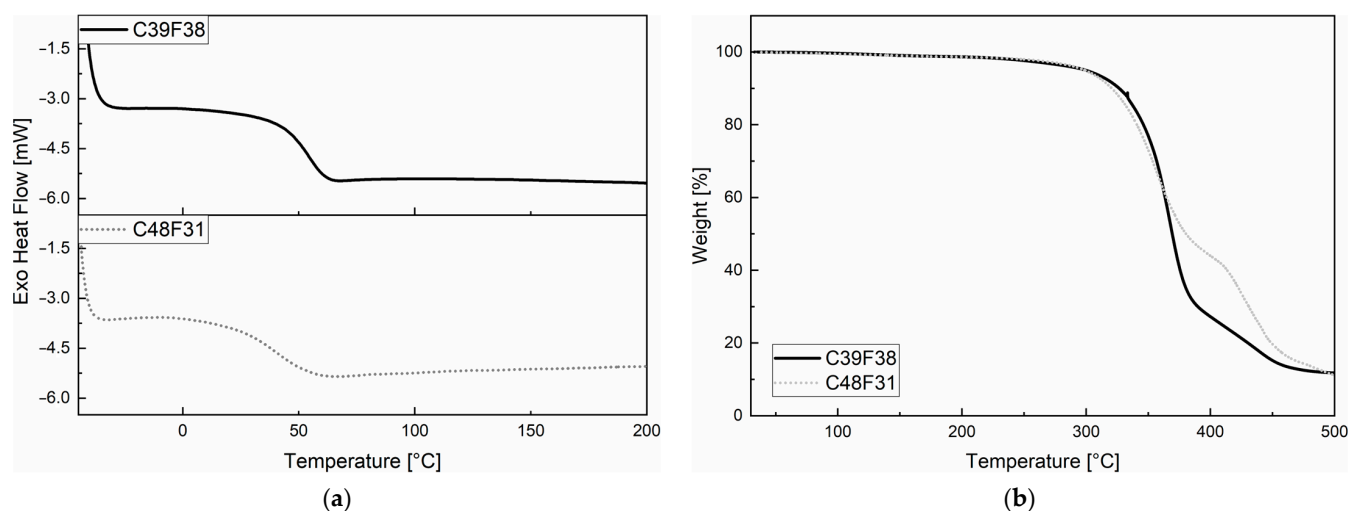 C39F38
−1.5
−3.0
−4.5
−6.0
C48F31
−1.5
−3.0
−4.5
−6.0
Exo Heat Flow [mW]
0 50 100 150 200
Temperature [°C]
(a)
100
80
60
40
20
0
Weight [%]
C39F38
C48F31
100 200 300 400 500
Temperature [°C]
(b)